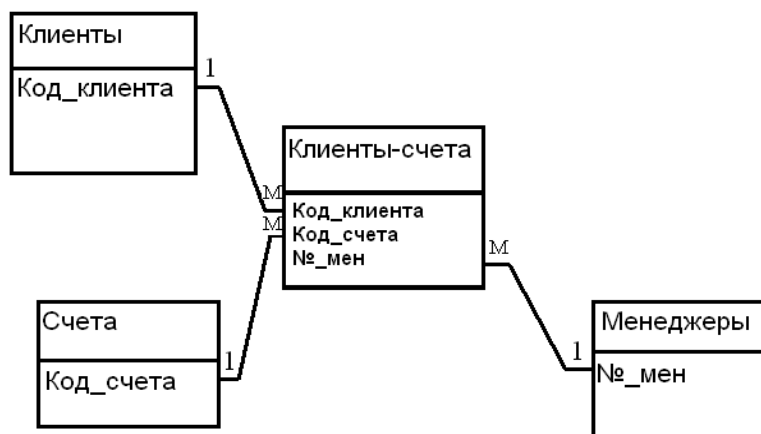 Клиенты
Код_клиента
1
Клиенты-счета
М
Код_клиента
М
Код_счета
№_мен
М
Счета
Код_счета
1
Менеджеры
1
№_мен